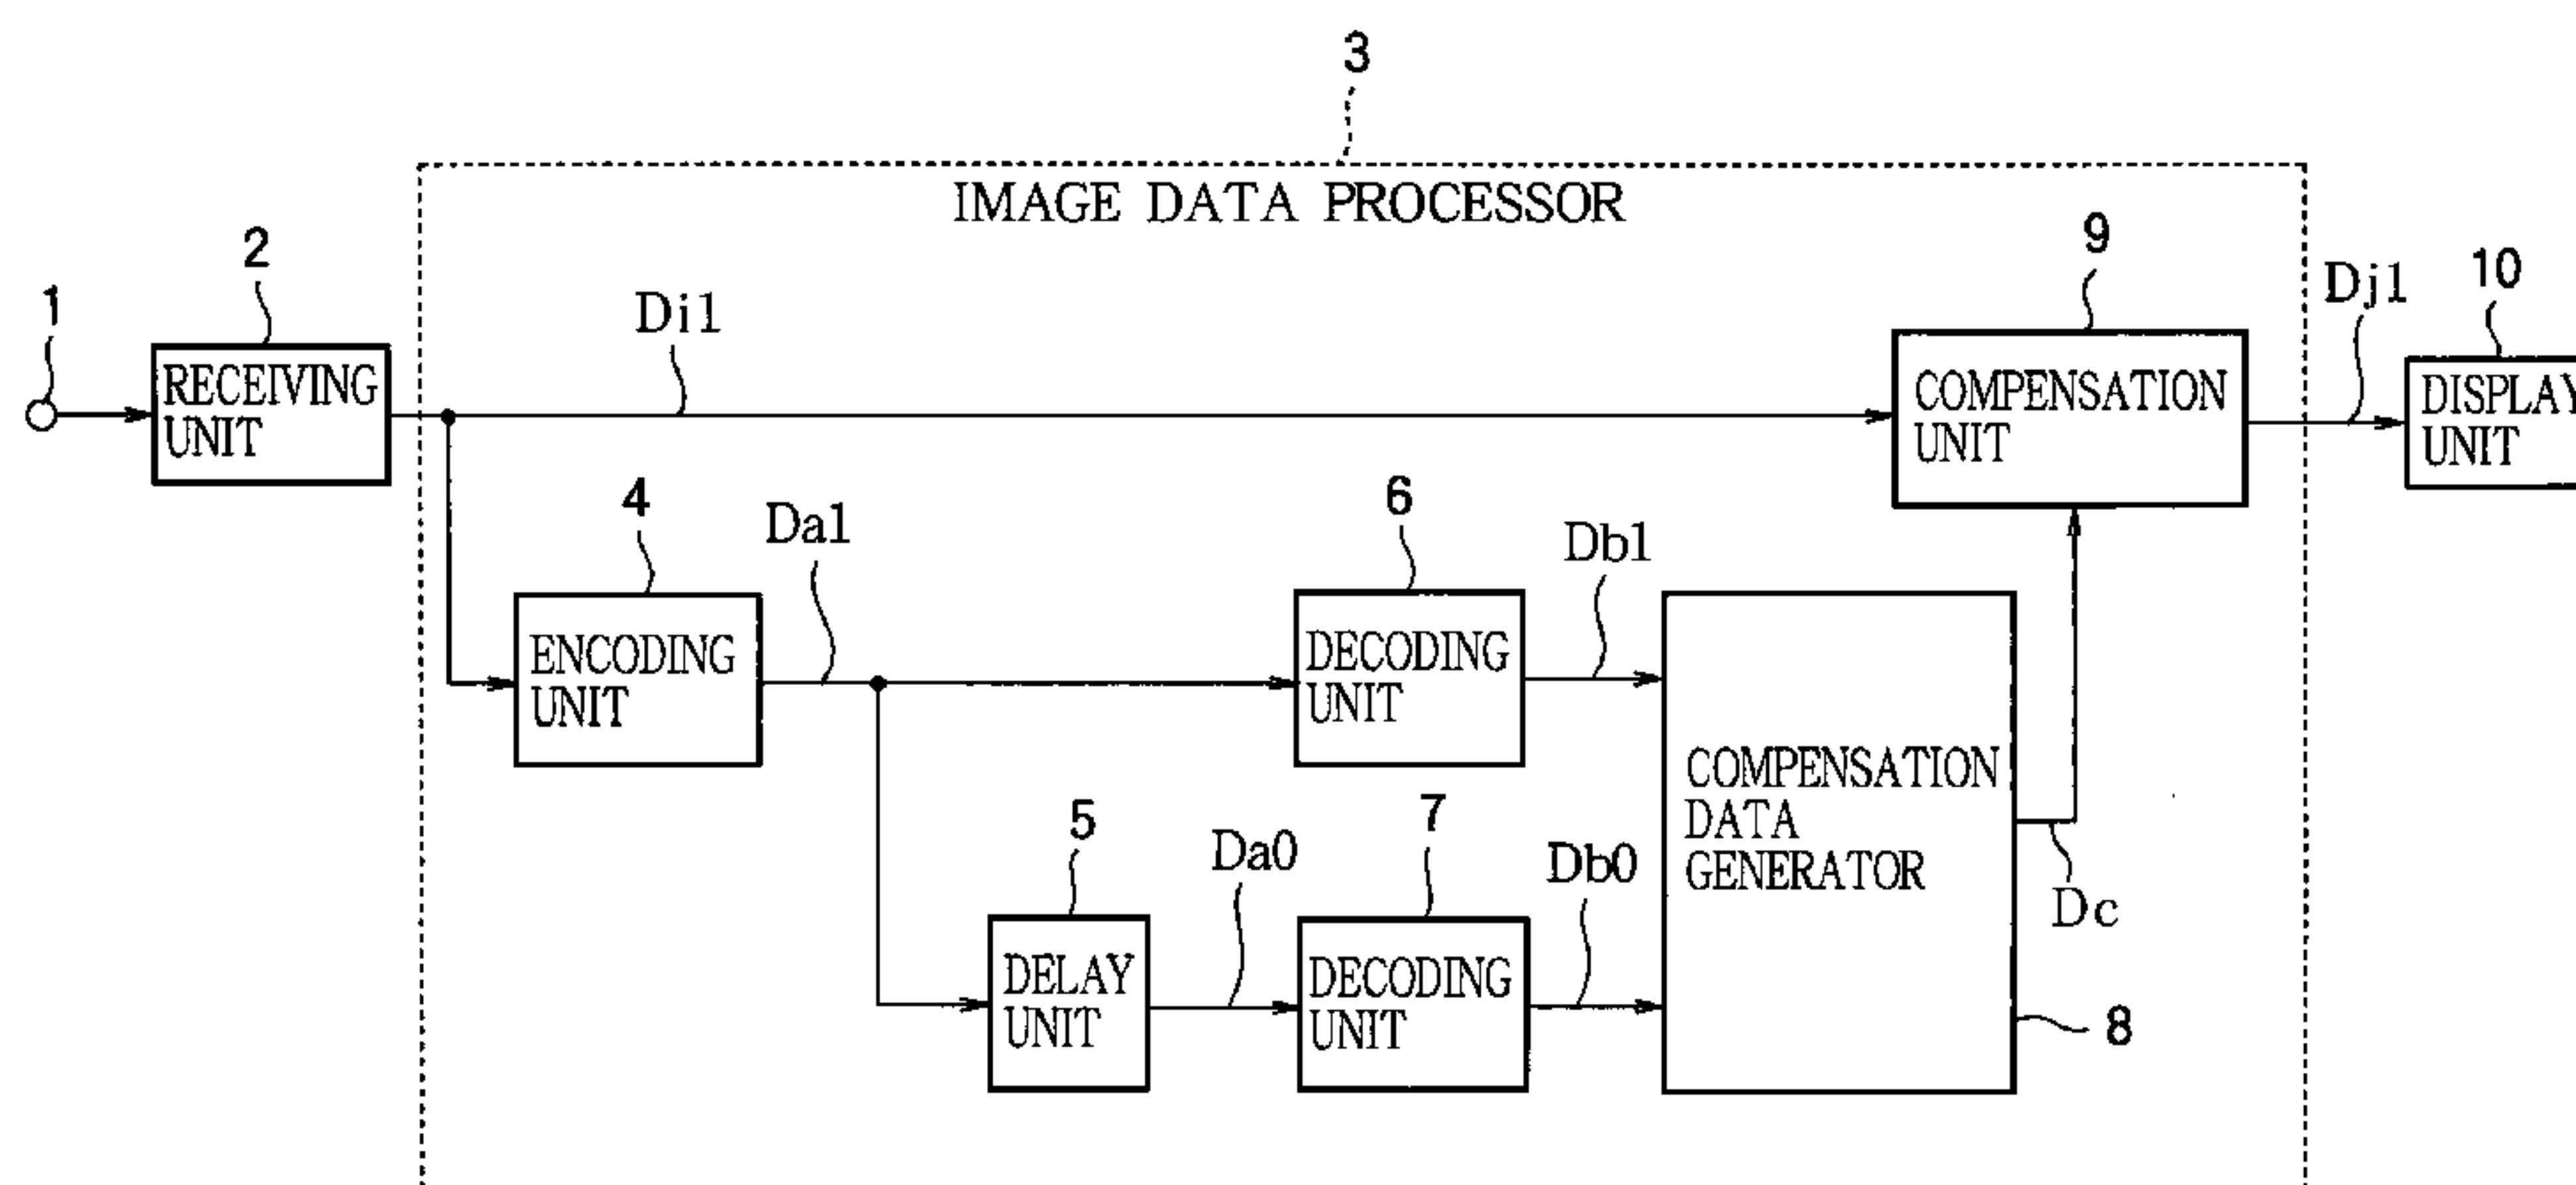 3
IMAGE DATA PROCESSOR
1
2
RECEIVING
UNIT
Di1
9
COMPENSATION
UNIT
Dj1
10
DISPLAY
UNIT
4
ENCODING
UNIT
Da1
6
DECODING
UNIT
Db1
COMPENSATION
DATA
GENERATOR
Dc
8
5
DELAY
UNIT
Da0
7
DECODING
UNIT
Db0